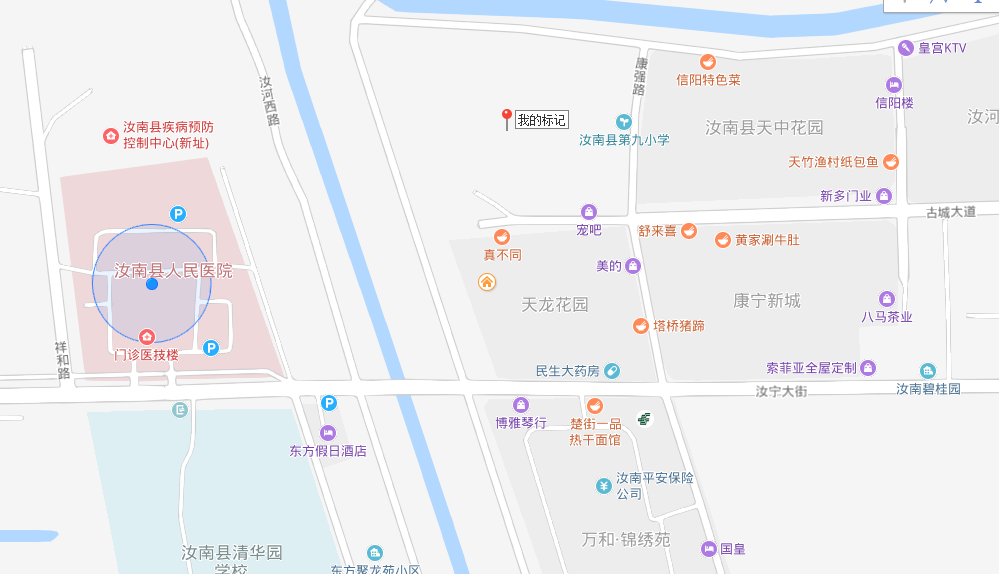 皇宫KTV
信阳特色菜
康强路
汝河西路
信阳楼
我的标记
汝南县疾病预防
控制中心(新址)
汝南县天中花园
汝河
汝南县第九小学
天竹渔村纸包鱼
新多门业
P
古城大道
宠吧
舒来喜
黄家涮牛肚
真不同
美的
汝南县人民医院
天龙花园
康宁新城
八马茶业
塔桥猪蹄
门诊医技楼
P
祥和路
民生大药房
索菲亚全屋定制
汝南碧桂园
汝宁大街
P
博雅琴行
楚街一品
热干面馆
东方假日酒店
汝南平安保险
公司
万和·锦绣苑
国皇
汝南县清华园
学校
东方聚龙苑小区